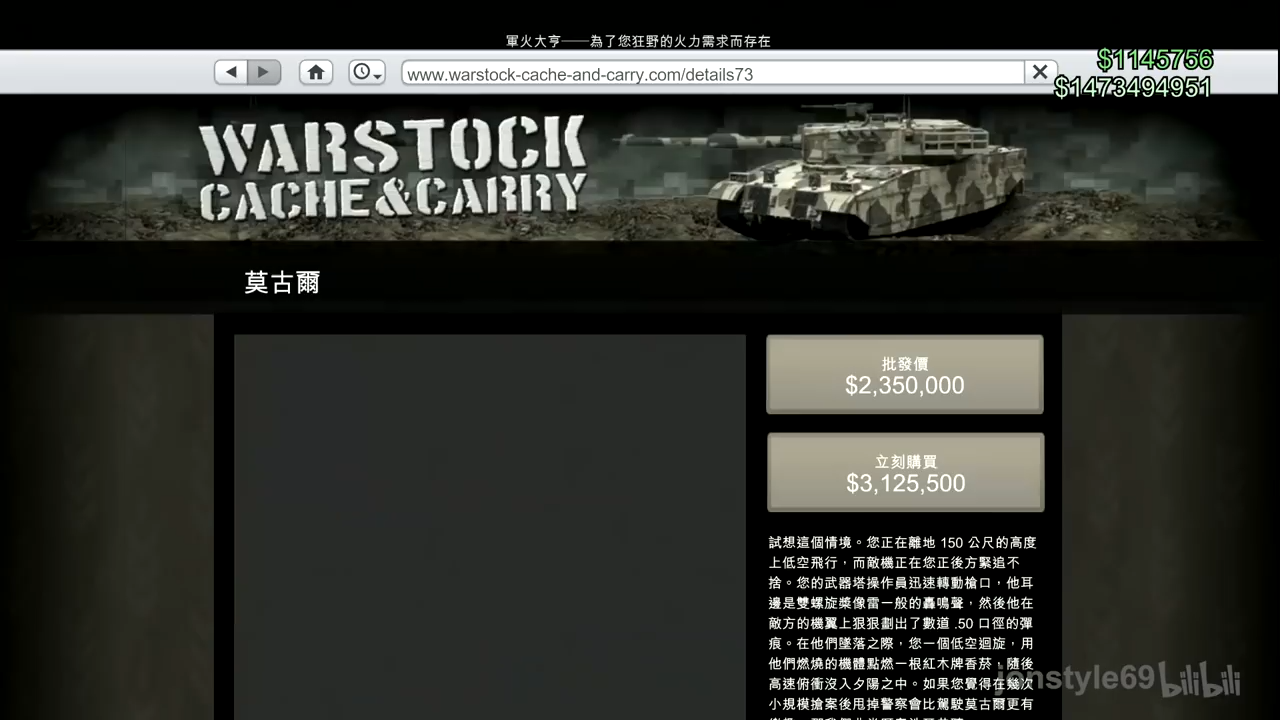 軍火大亨——為了您狂野的火力需求而存在
$1145756
www.warstock-cache-and-carry.com/details73
$1473494951
WARSTOCK
CACHE&CARRY
莫古爾
批發價
$2,350,000
立刻購買
$3,125,500
試想這個情境。您正在離地 150 公尺的高度
上低空飛行，而敵機正在您正後方緊追不
捨。您的武器塔操作員迅速轉動槍口，他耳
邊是雙螺旋槳像雷一般的轟鳴聲，然後他在
敵方的機翼上狠狠劃出了數道 .50 口徑的彈
痕。在他們墜落之際，您一個低空迴旋，用
他們燃燒的機體點燃一根紅木牌香菸，隨後
高速俯衝沒入夕陽之中。如果您覺得在幾次
小規模搶案後甩掉警察會比駕駛莫古爾更有
jonstyle69 bilibili